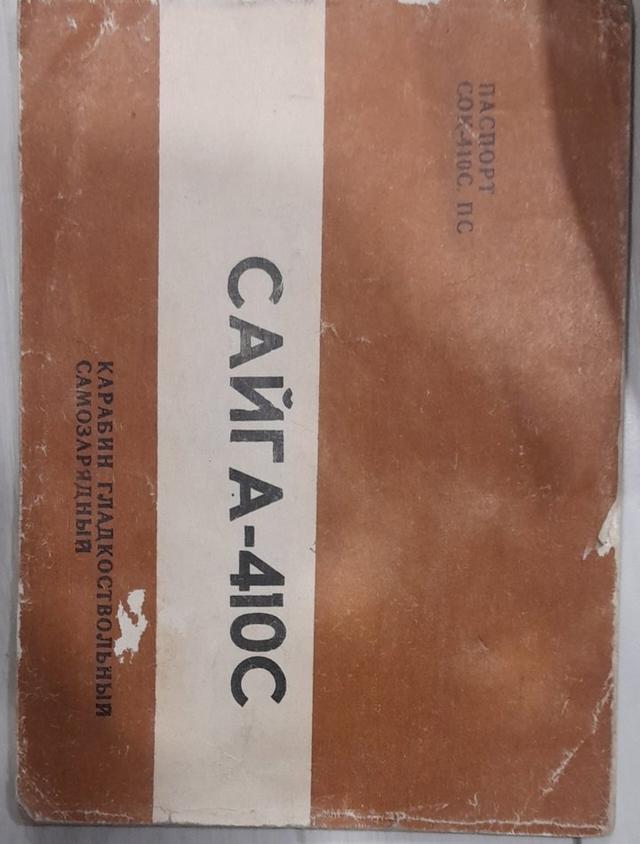 ПАСПОРТ
СОК-410С. ПС
САЙГА-410С
КАРАБИН ГЛАДКОСТВОЛЬНЫЙ
САМОЗАРЯДНЫЙ